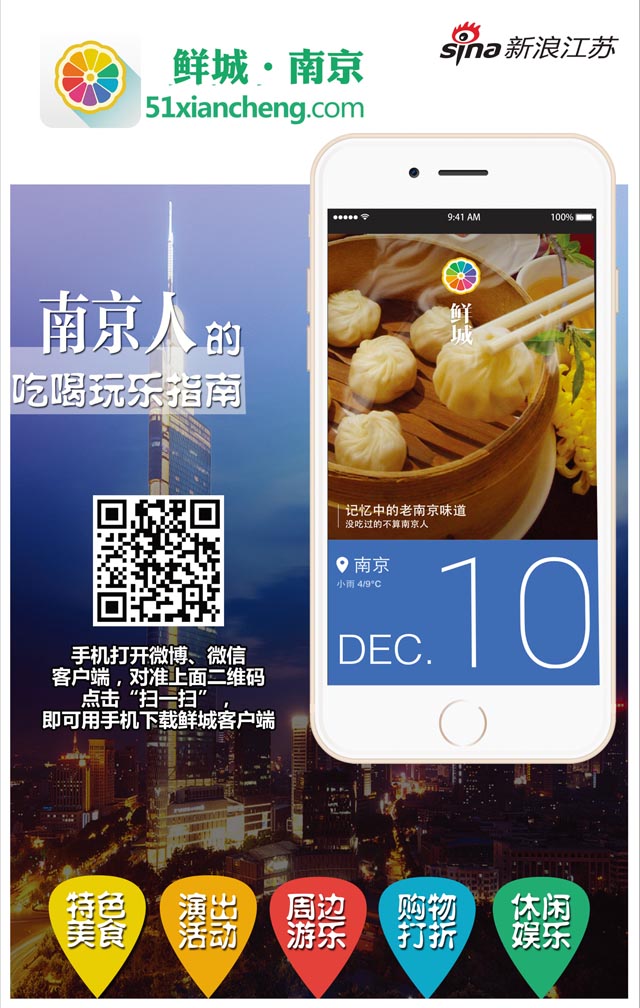 鲜城·南京
51xiancheng.com
sina新浪江苏
9:41 AM
100%
鲜城
南京人的
吃喝玩乐指南
记忆中的老南京味道
没吃过的不算南京人
南京
小雨 4/9°C
DEC. 10
手机打开微博、微信
客户端，对准上面二维码
点击“扫一扫”，
即可用手机下载鲜城客户端
特色
美食
演出
活动
周边
游乐
购物
打折
休闲
娱乐